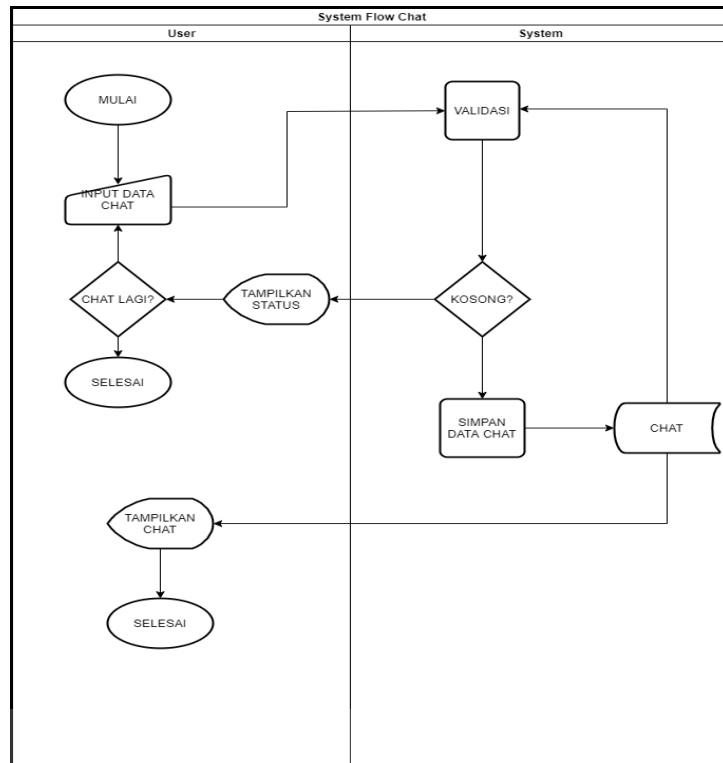 System Flow Chat
User
System
MULAI
VALIDASI
INPUT DATA
CHAT
CHAT LAGI?
TAMPILKAN
STATUS
KOSONG?
SELESAI
SIMPAN
DATA CHAT
CHAT
TAMPILKAN
CHAT
SELESAI